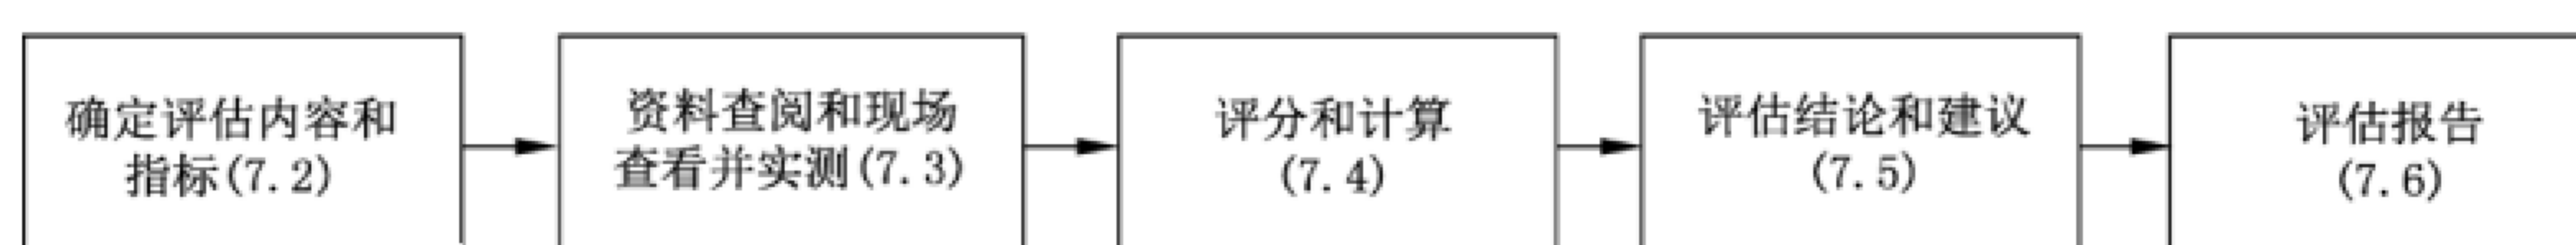 确定评估内容和
指标(7.2)
资料查阅和现场
查看并实测(7.3)
评分和计算
(7.4)
评估结论和建议
(7.5)
评估报告
(7.6)